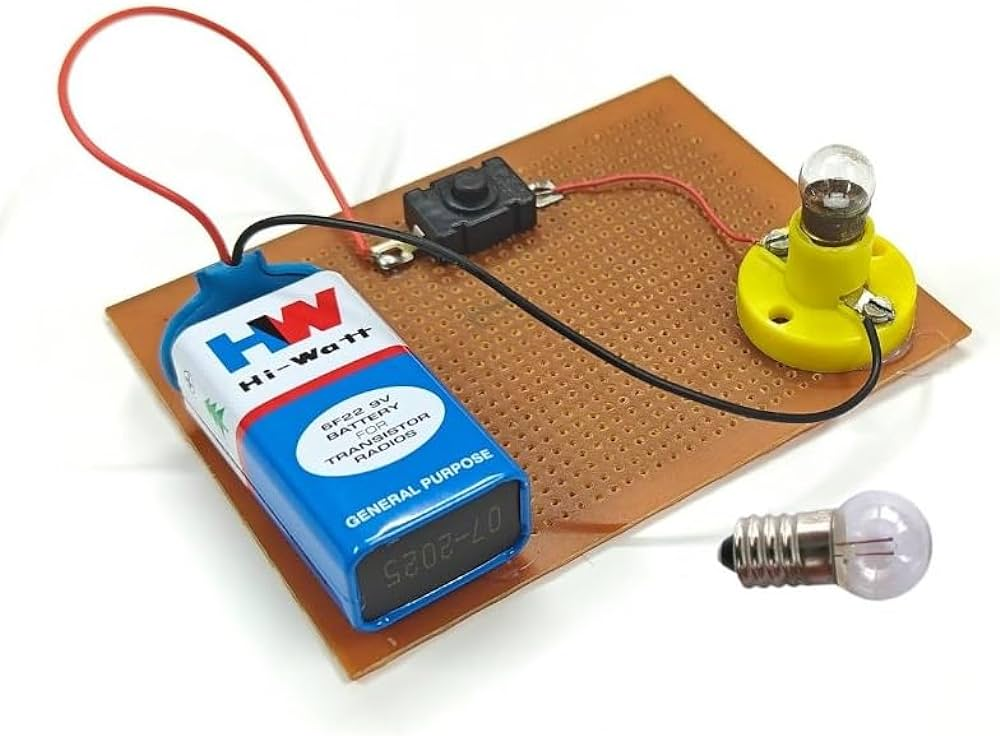 HW
Hi-Watt
6F22 9V
BATTERY
FOR
TRANSISTOR
RADIOS
GENERAL PURPOSE
07-2025